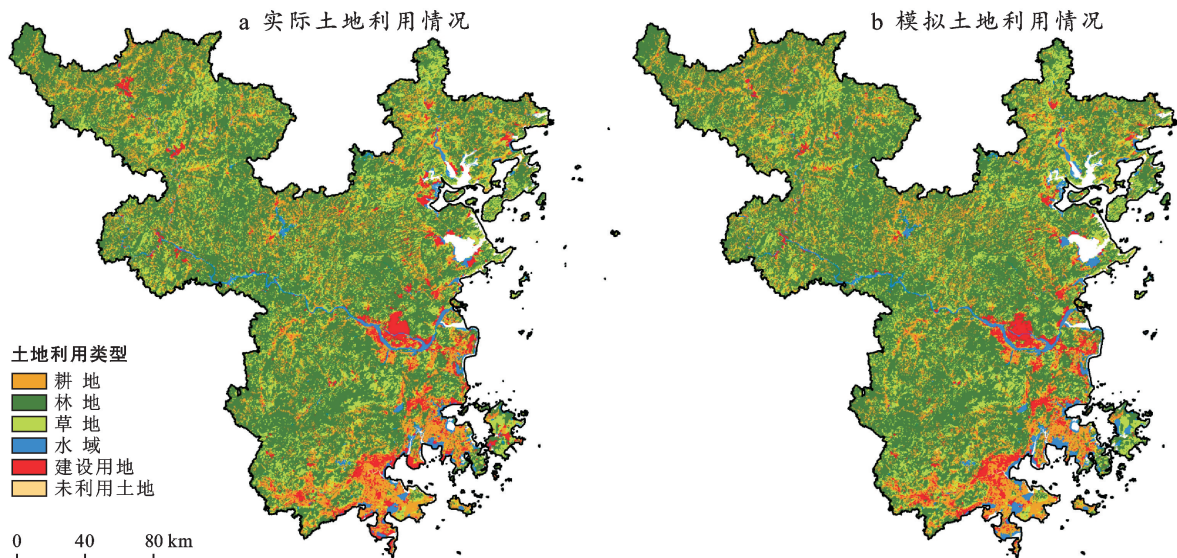 a 实际土地利用情况
b 模拟土地利用情况
土地利用类型
耕 地
林 地
草 地
水 域
建设用地
未利用土地
0 40 80 km